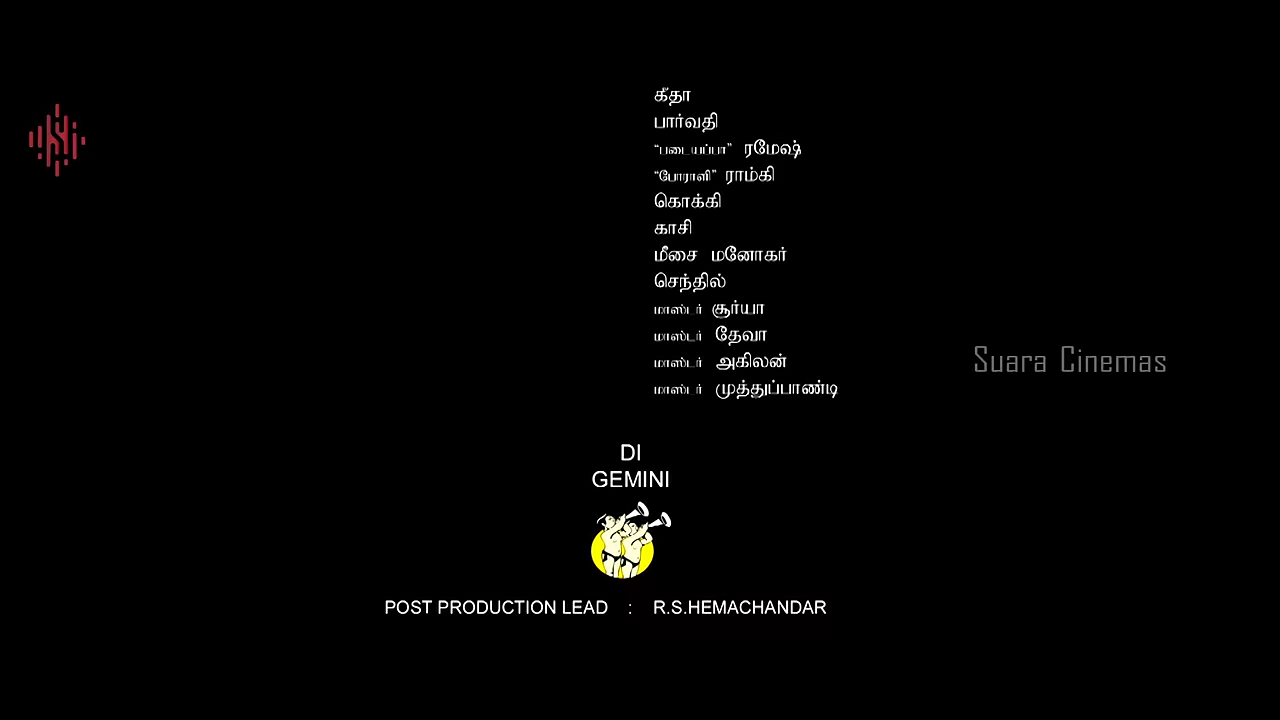 கீதா
பார்வதி
“படையப்பா” ரமேஷ்
“போராளி” ராம்கி
கொக்கி
காசி
மீசை மனோகர்
செந்தில்
மாஸ்டர் சூர்யா
மாஸ்டர் தேவா
மாஸ்டர் அகிலன்
மாஸ்டர் முத்துப்பாண்டி
Suara Cinemas
DI
GEMINI
POST PRODUCTION LEAD : R.S.HEMACHANDAR